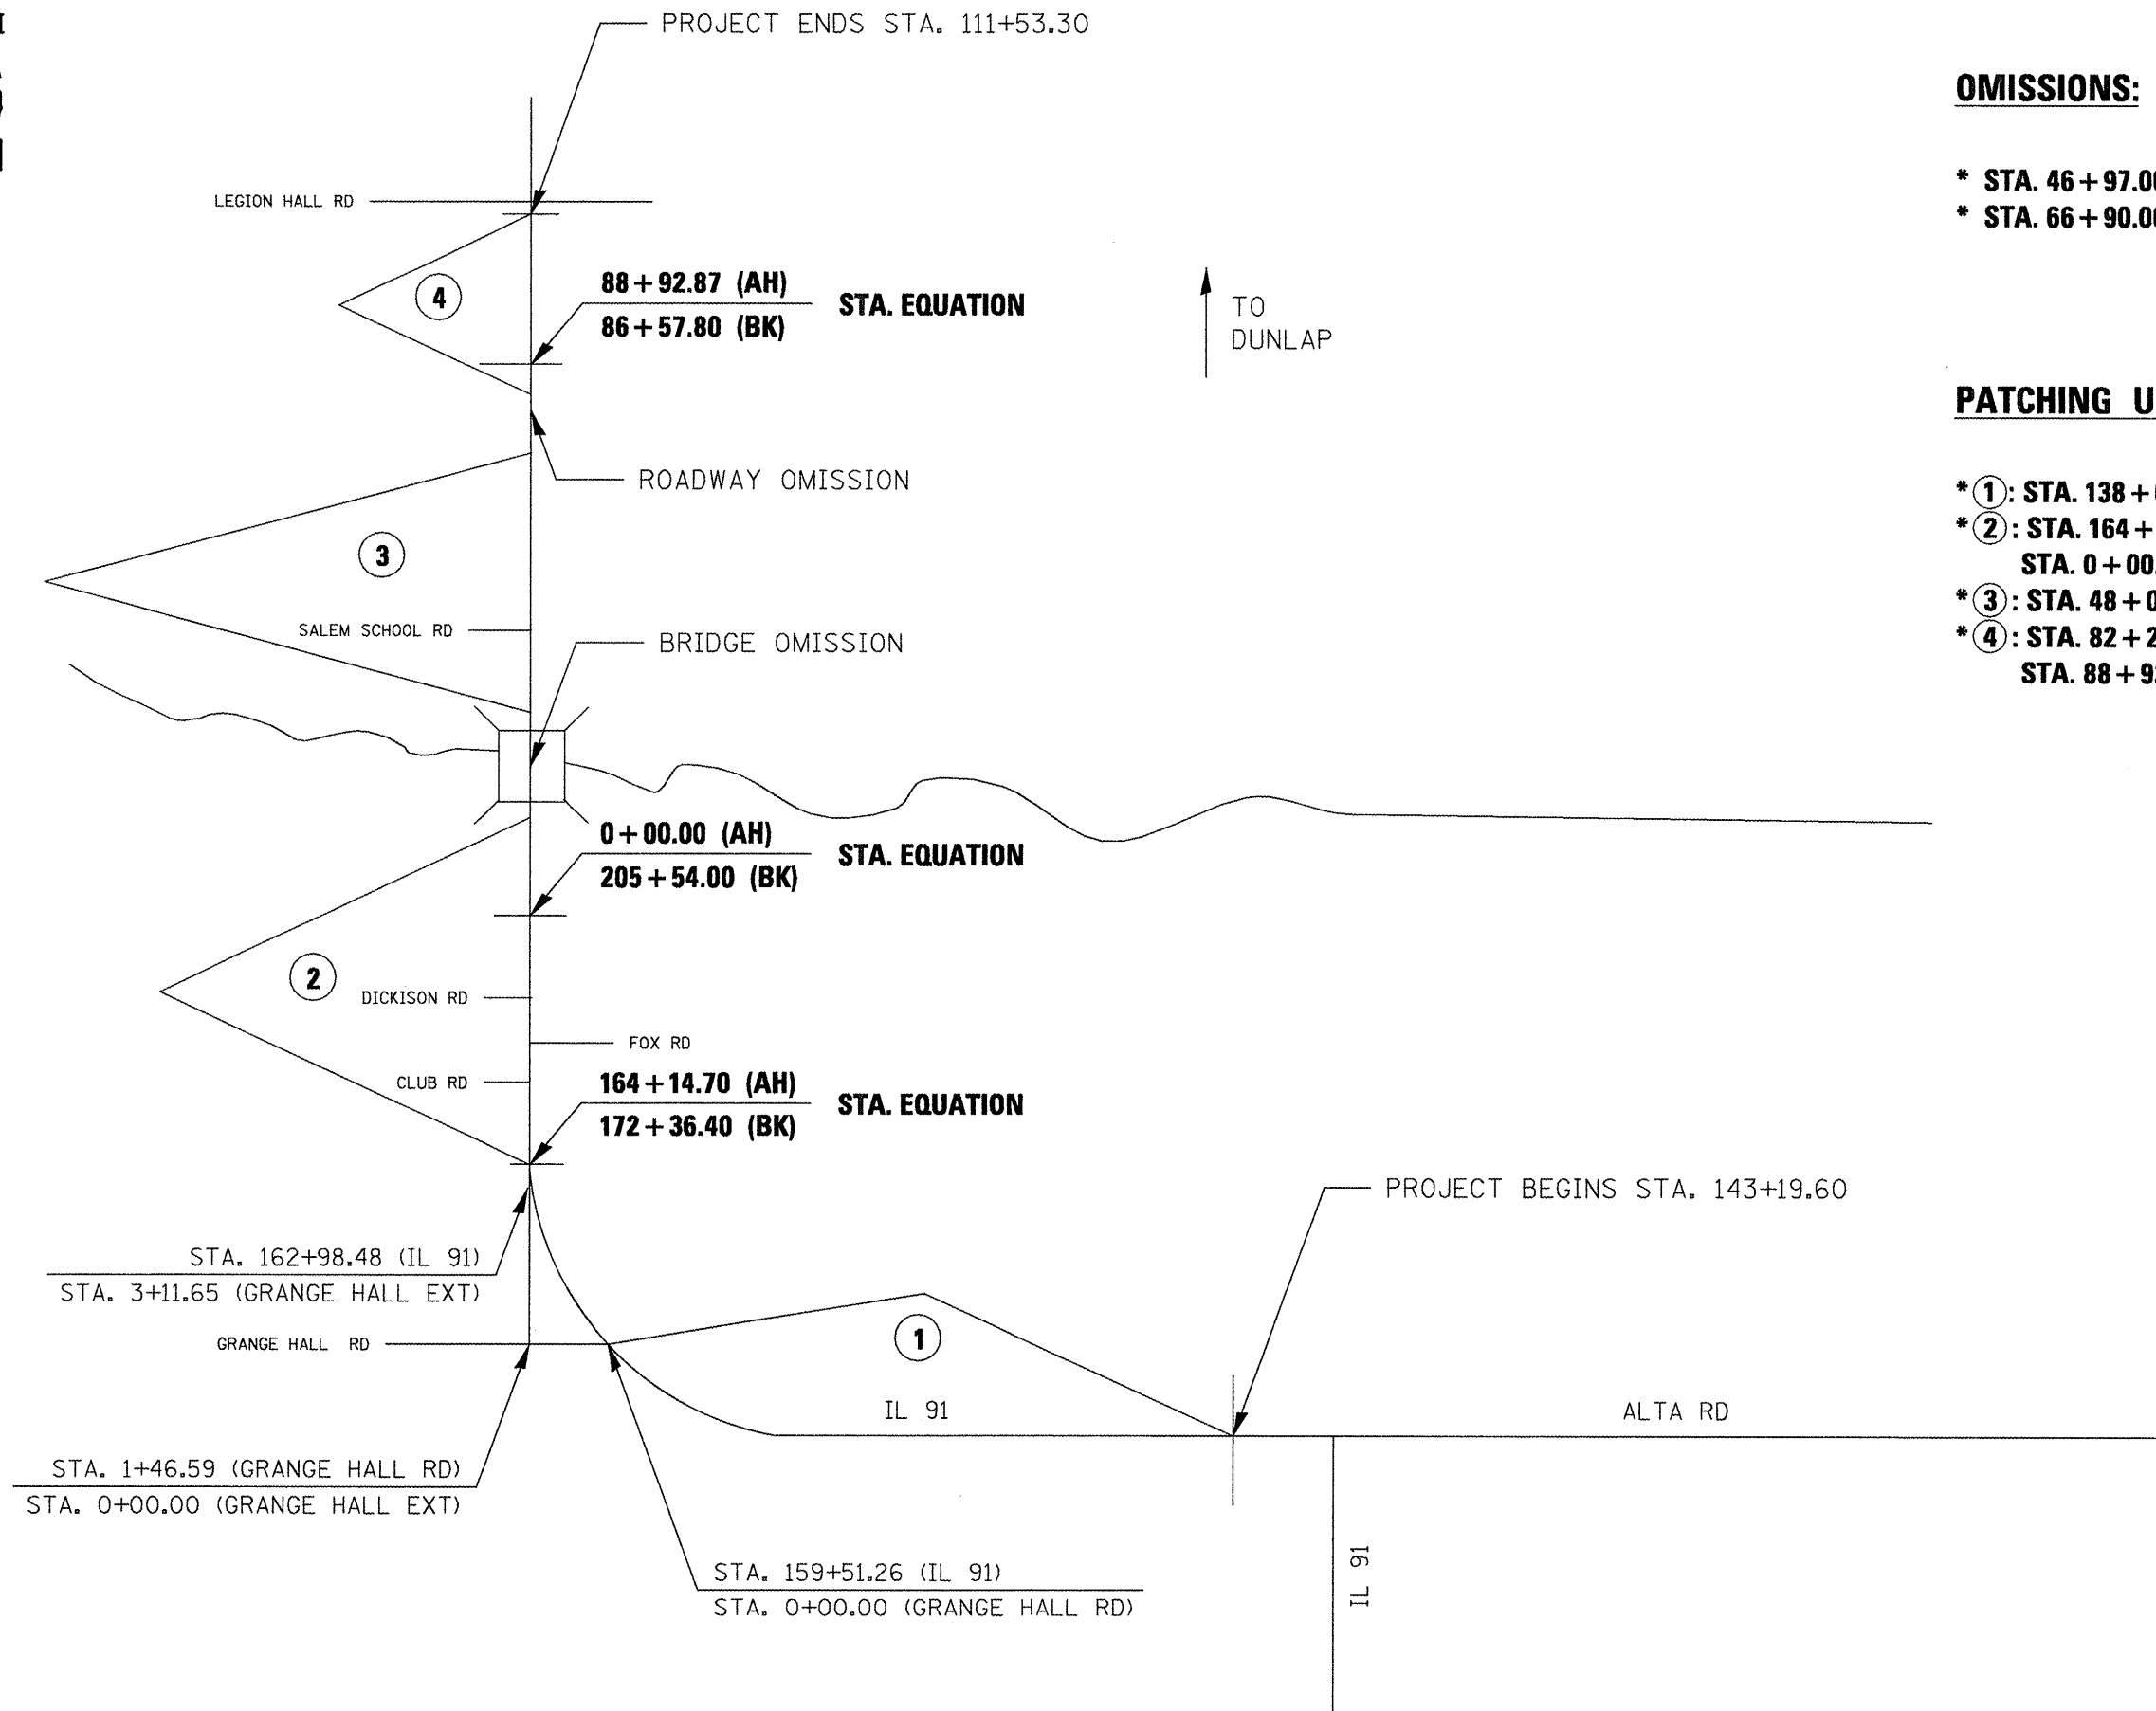 PROJECT ENDS STA. 111+53.30
OMISSIONS:
* STA. 46+97.00
* STA. 66+90.00
LEGION HALL RD
4
88+92.87 (AH)
86+57.80 (BK)
STA. EQUATION
TO
DUNLAP
PATCHING
ROADWAY OMISSION
* 1: STA. 138+
* 2: STA. 164+
STA. 0+00.
* 3: STA. 48+0
* 4: STA. 82+2
STA. 88+9
3
SALEM SCHOOL RD
BRIDGE OMISSION
0+00.00 (AH)
205+54.00 (BK)
STA. EQUATION
2
DICKISON RD
FOX RD
CLUB RD
164+14.70 (AH)
172+36.40 (BK)
STA. EQUATION
PROJECT BEGINS STA. 143+19.60
STA. 162+98.48 (IL 91)
STA. 3+11.65 (GRANGE HALL EXT)
GRANGE HALL RD
1
IL 91
ALTA RD
STA. 1+46.59 (GRANGE HALL RD)
STA. 0+00.00 (GRANGE HALL EXT)
STA. 159+51.26 (IL 91)
STA. 0+00.00 (GRANGE HALL RD)
IL 91